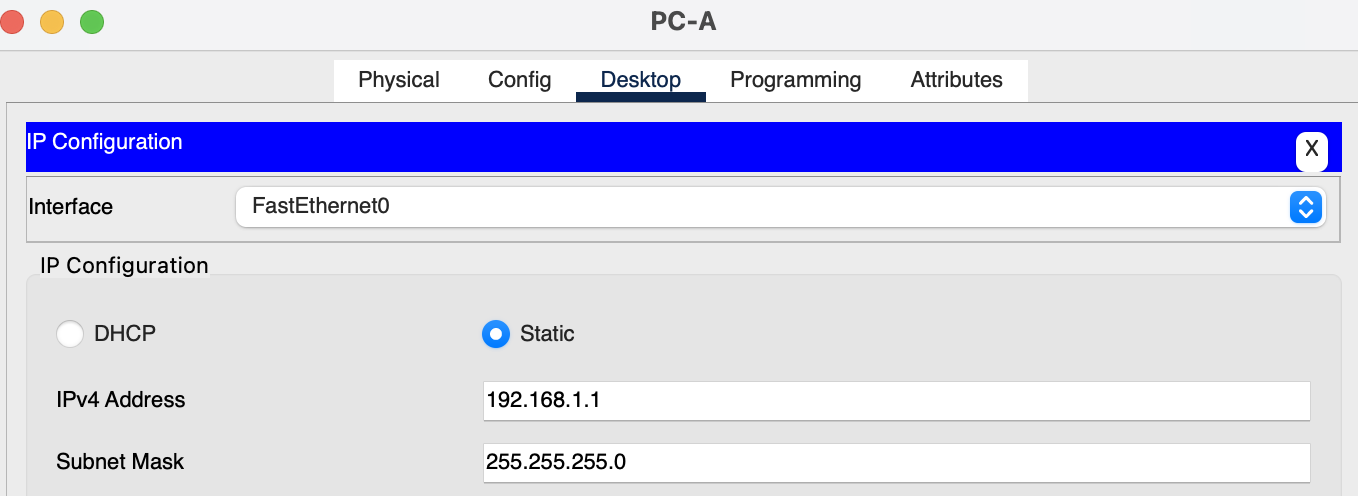 PC-A
Physical Config Desktop Programming Attributes
IP Configuration X
Interface FastEthernet0
IP Configuration
DHCP Static
IPv4 Address 192.168.1.1
Subnet Mask 255.255.255.0